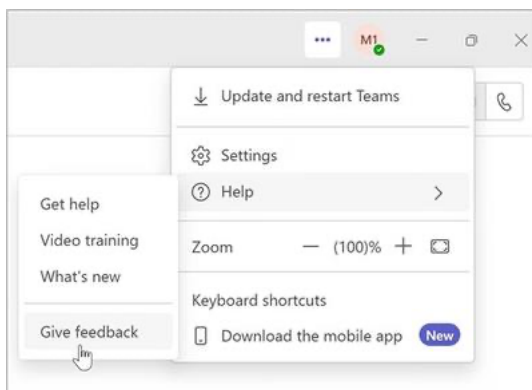 M1
Update and restart Teams
Settings
Help
Get help
Video training
What's new
Give feedback
Zoom — (100)% +
Keyboard shortcuts
Download the mobile app New